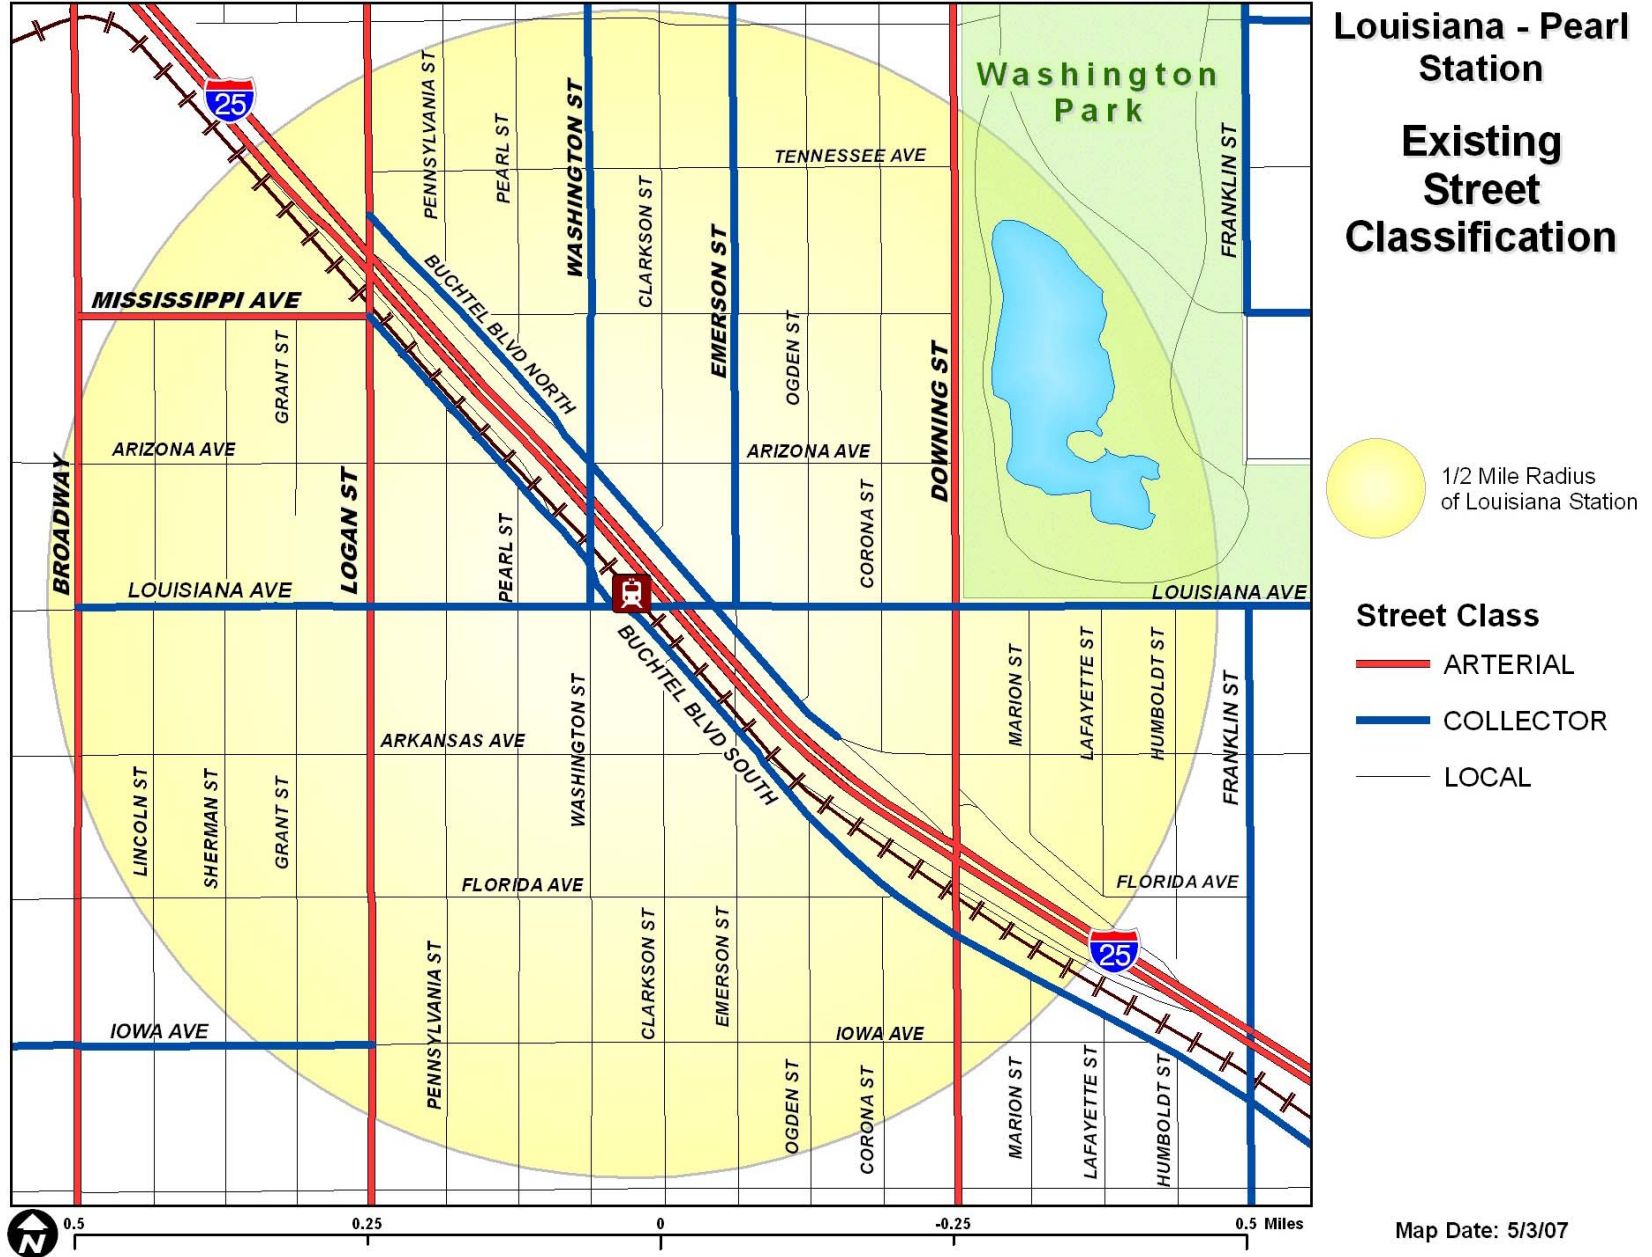 Louisiana - Pearl
Station
Existing
Street
Classification
Washington
Park
25
PENNSYLVANIA ST
PEARL ST
WASHINGTON ST
CLARKSON ST
EMERSON ST
TENNESSEE AVE
FRANKLIN ST
BUCHTEL BLVD NORTH
MISSISSIPPI AVE
GRANT ST
OGDEN ST
DOWNING ST
ARIZONA AVE
ARIZONA AVE
BROADWAY
LOGAN ST
PEARL ST
CORONA ST
LOUISIANA AVE
LOUISIANA AVE
1/2 Mile Radius
of Louisiana Station
Street Class
ARTERIAL
COLLECTOR
LOCAL
BUCHTEL BLVD SOUTH
WASHINGTON ST
MARION ST
LAFAYETTE ST
HUMBOLDT ST
FRANKLIN ST
ARKANSAS AVE
LINCOLN ST
SHERMAN ST
GRANT ST
FLORIDA AVE
FLORIDA AVE
25
PENNSYLVANIA ST
CLARKSON ST
EMERSON ST
IOWA AVE
IOWA AVE
OGDEN ST
CORONA ST
MARION ST
LAFAYETTE ST
HUMBOLDT ST
N
0.5 0.25 0 -0.25 0.5 Miles
Map Date: 5/3/07